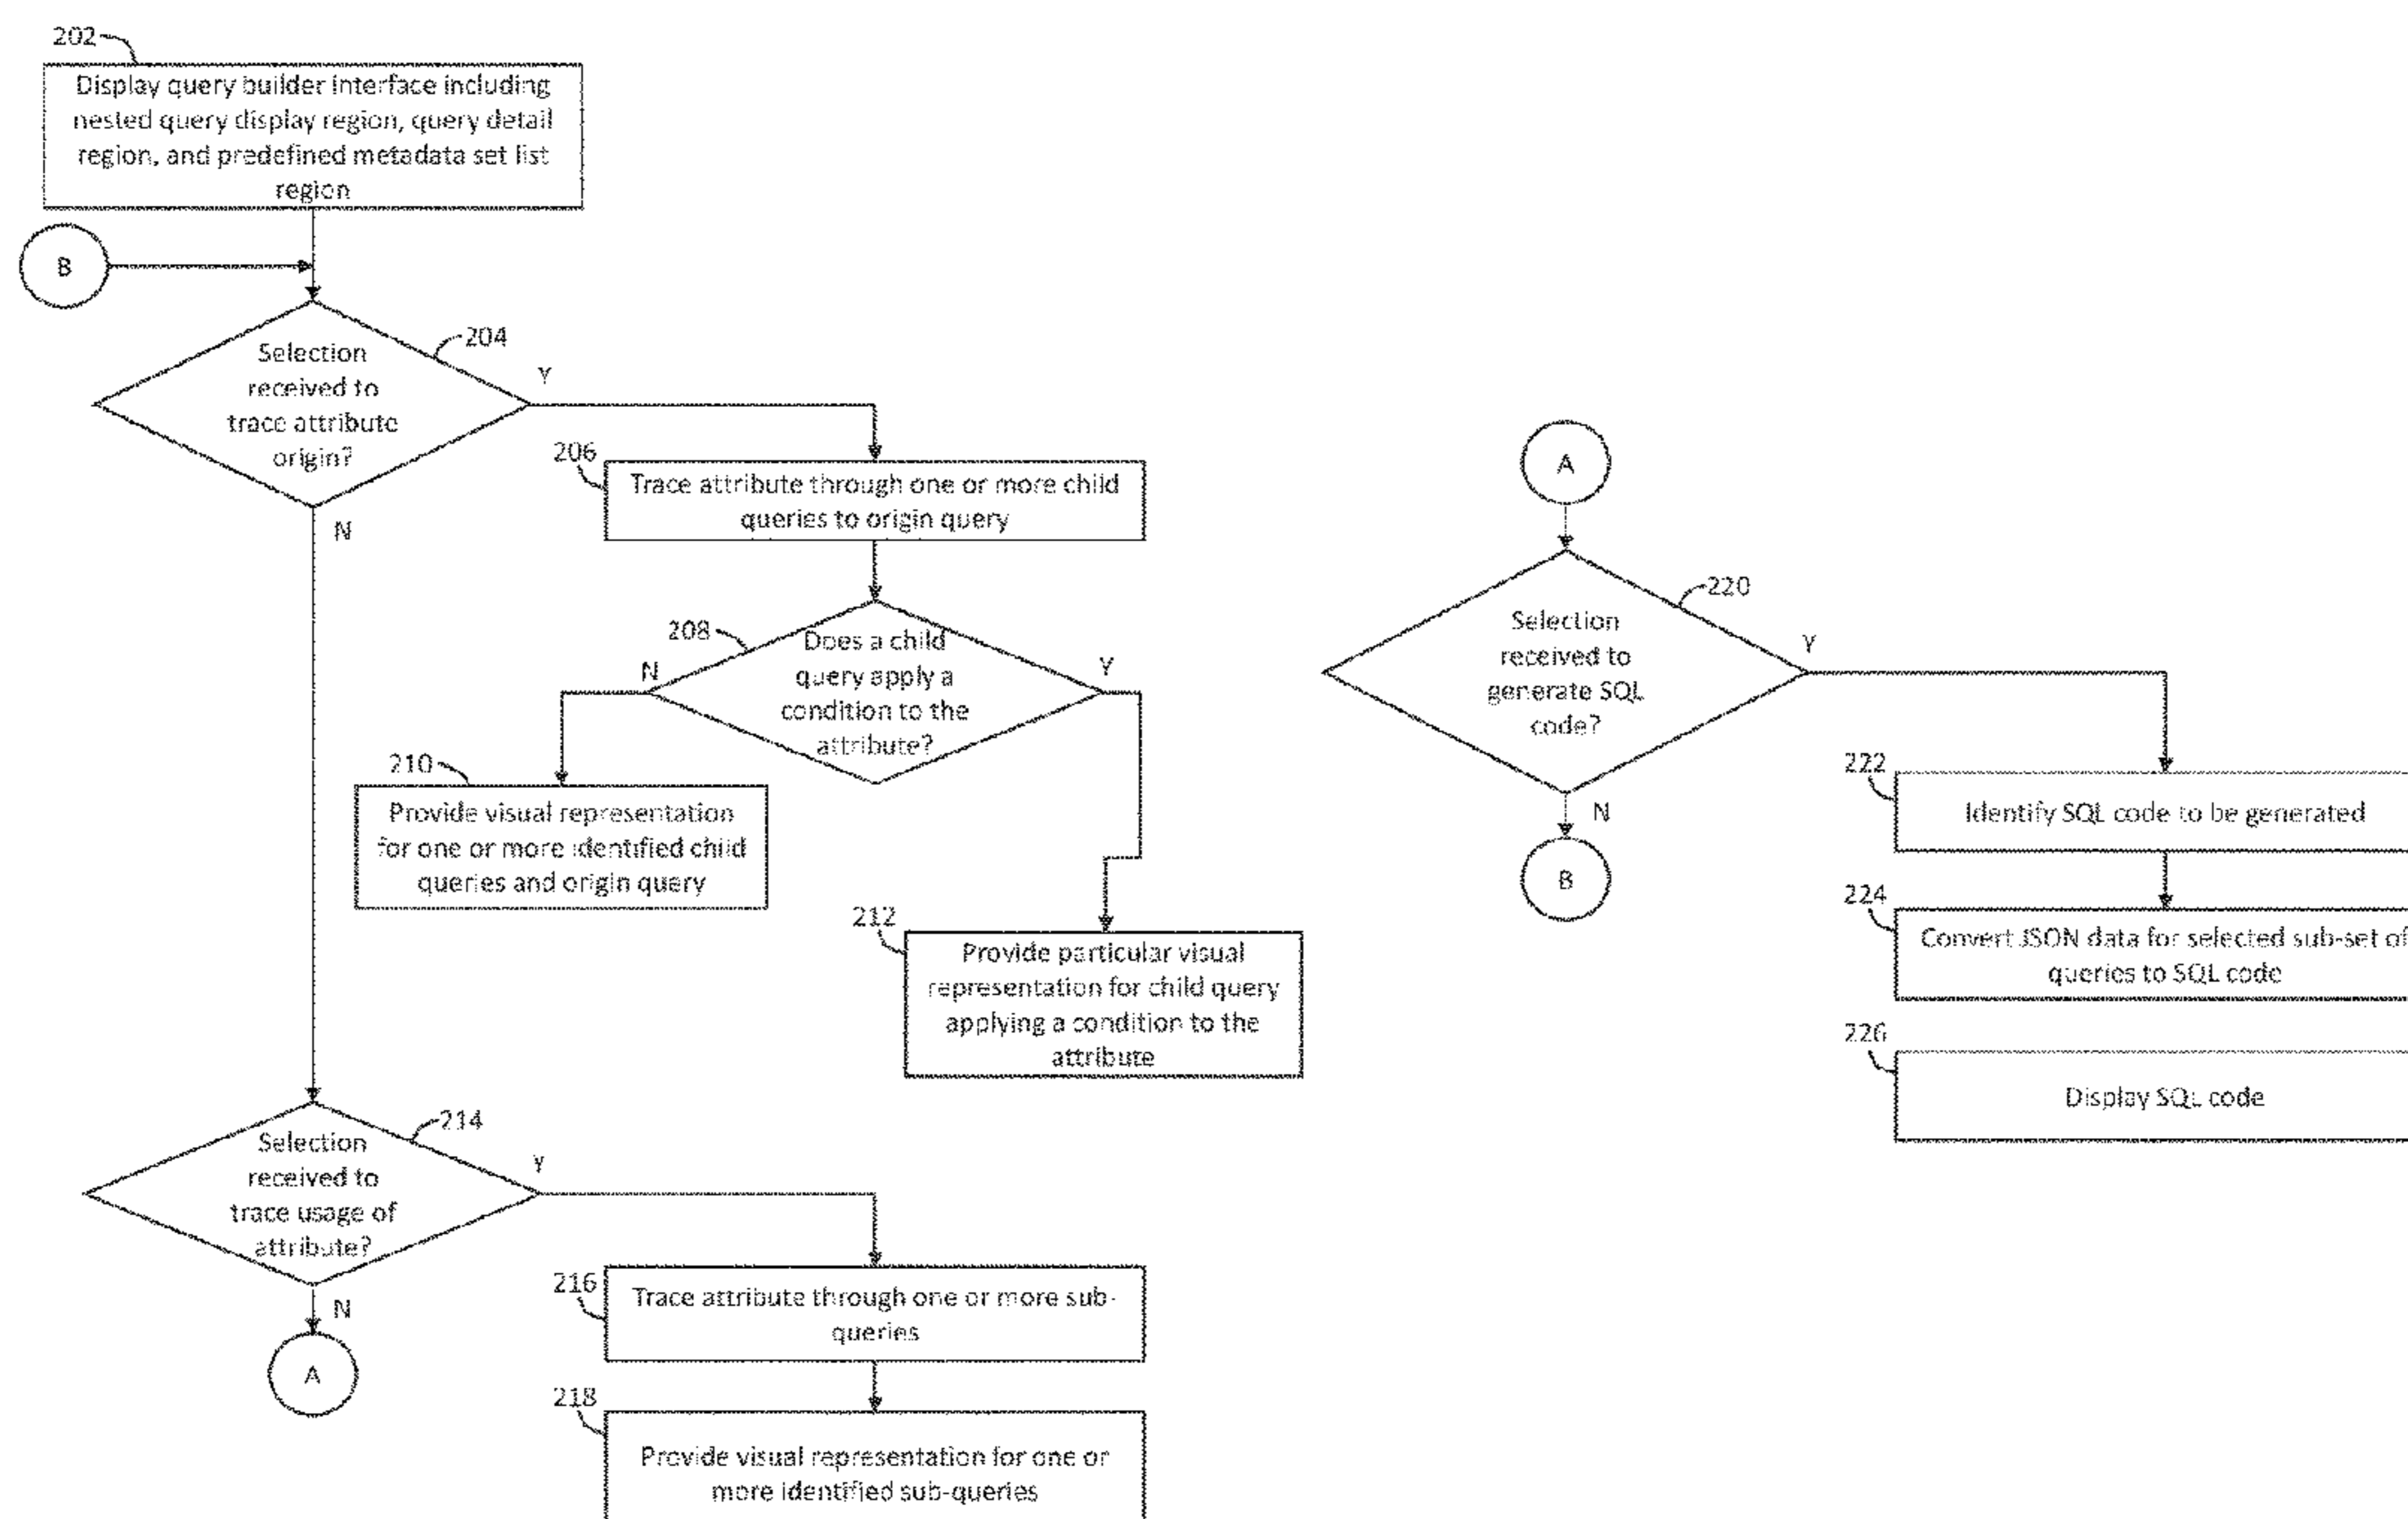 202
Display query builder interface including
nested query display region, query detail
region, and predefined metadata set list
region
B
204
Selection
received to
trace attribute
origin?
Y
N
206
Trace attribute through one or more child
queries to origin query
208
Does a child
query apply a
condition to the
attribute?
N
Y
210
Provide visual representation
for one or more identified child
queries and origin query
212
Provide particular visual
representation for child query
applying a condition to the
attribute
214
Selection
received to
trace usage of
attribute?
Y
N
A
216
Trace attribute through one or more sub-
queries
218
Provide visual representation for one or
more identified sub-queries
A
220
Selection
received to
generate SQL
code?
Y
N
B
222
Identify SQL code to be generated
224
Convert JSON data for selected sub-set of
queries to SQL code
226
Display SQL code